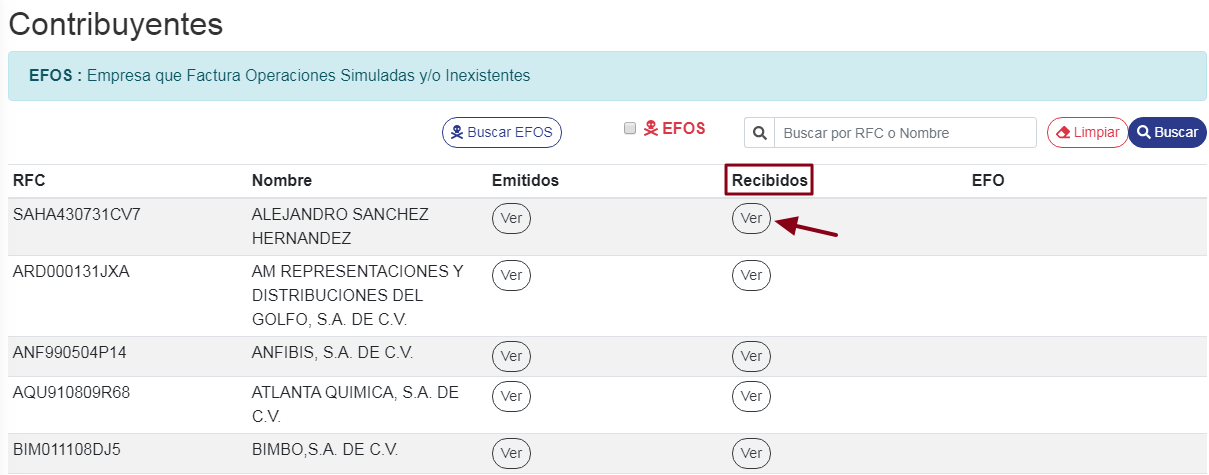 Contribuyentes
EFOS : Empresa que Factura Operaciones Simuladas y/o Inexistentes
Buscar EFOS EFOS Buscar por RFC o Nombre Limpiar Buscar
RFC Nombre Emitidos Recibidos EFO
SAHA430731CV7 ALEJANDRO SANCHEZ Ver Ver
HERNANDEZ
ARD000131JXA AM REPRESENTACIONES Y Ver Ver
DISTRIBUCIONES DEL
GOLFO, S.A. DE C.V.
ANF990504P14 ANFIBIS, S.A. DE C.V. Ver Ver
AQU910809R68 ATLANTA QUIMICA, S.A. DE Ver Ver
C.V.
BIM011108DJ5 BIMBO,S.A. DE C.V. Ver Ver